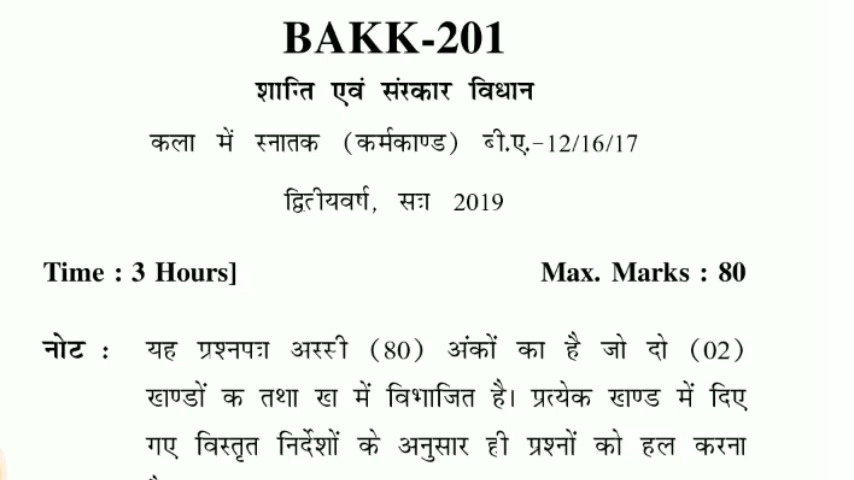 BAKK-201
शान्ति एवं संस्कार विधान
कला में स्नातक (कर्मकाण्ड) बी.ए.-12/16/17
द्वितीयवर्ष, सत्र 2019
Time : 3 Hours] Max. Marks : 80
नोट : यह प्रश्नपत्र अस्सी (80) अंकों का है जो दो (02)
खण्डों क तथा ख में विभाजित है। प्रत्येक खण्ड में दिए
गए विस्तृत निर्देशों के अनुसार ही प्रश्नों को हल करना